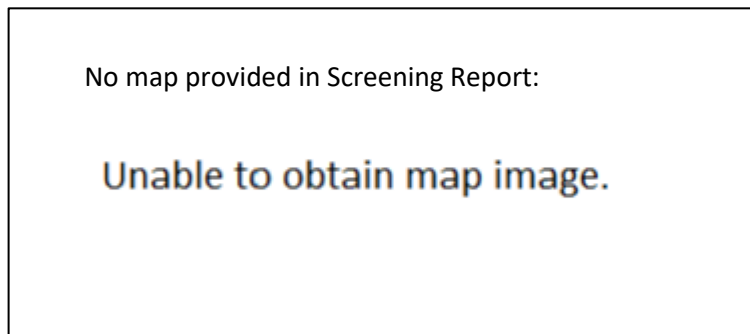 No map provided in Screening Report:
Unable to obtain map image.